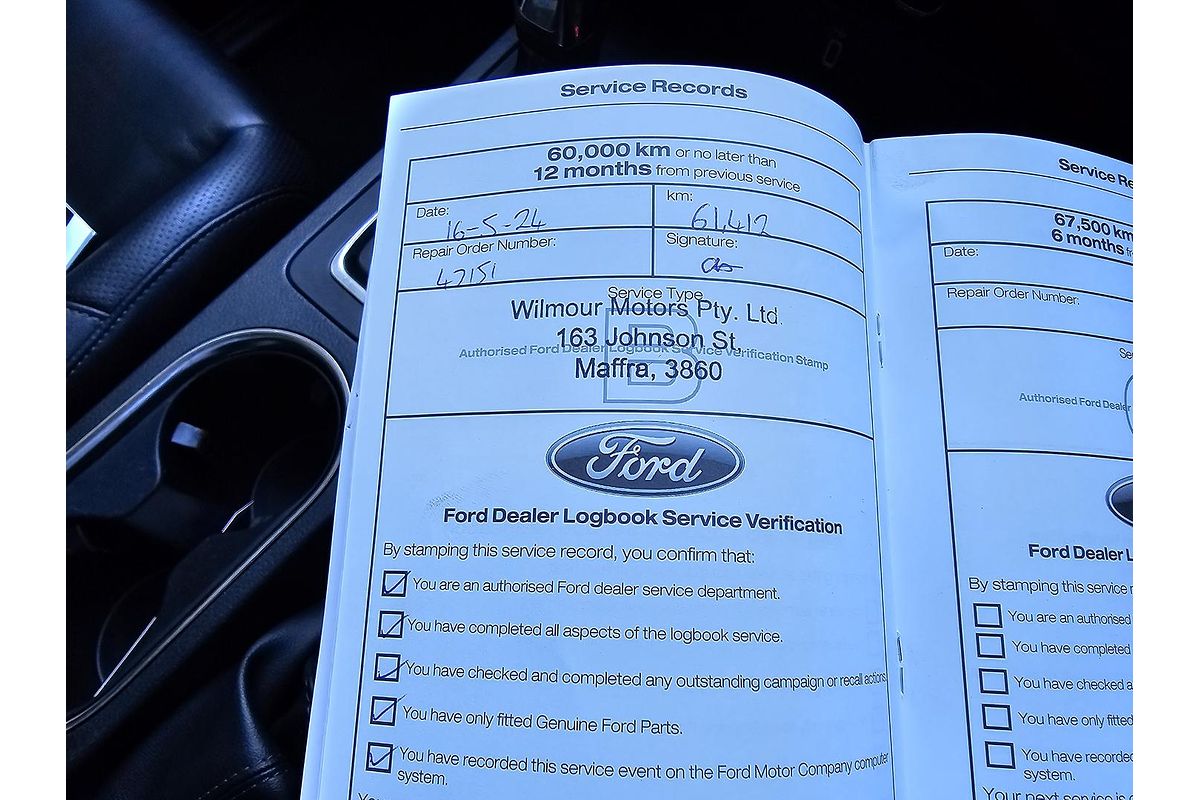 Service Records
60,000 km or no later than
12 months from previous service
Date:
16-5-24
km:
61,412
Repair Order Number:
42151
Signature:
Service Type
B
Wilmour Motors Pty. Ltd.
163 Johnson St,
Authorised Ford Dealer Logbook Service Verification Stamp
Maffra, 3860
Ford
Ford Dealer Logbook Service Verification
By stamping this service record, you confirm that:
You are an authorised Ford dealer service department.
You have completed all aspects of the logbook service.
You have checked and completed any outstanding campaign or recall actions.
You have only fitted Genuine Ford Parts.
You have recorded this service event on the Ford Motor Company computer
system.
Service Re
67,500 km
6 months fr
Date:
Repair Order Number:
Se
Authorised Ford Dealer
Ford Dealer L
By stamping this service r
You are an authorised
You have completed
You have checked a
You have only fitted
You have recorded
system.
Your next service is d